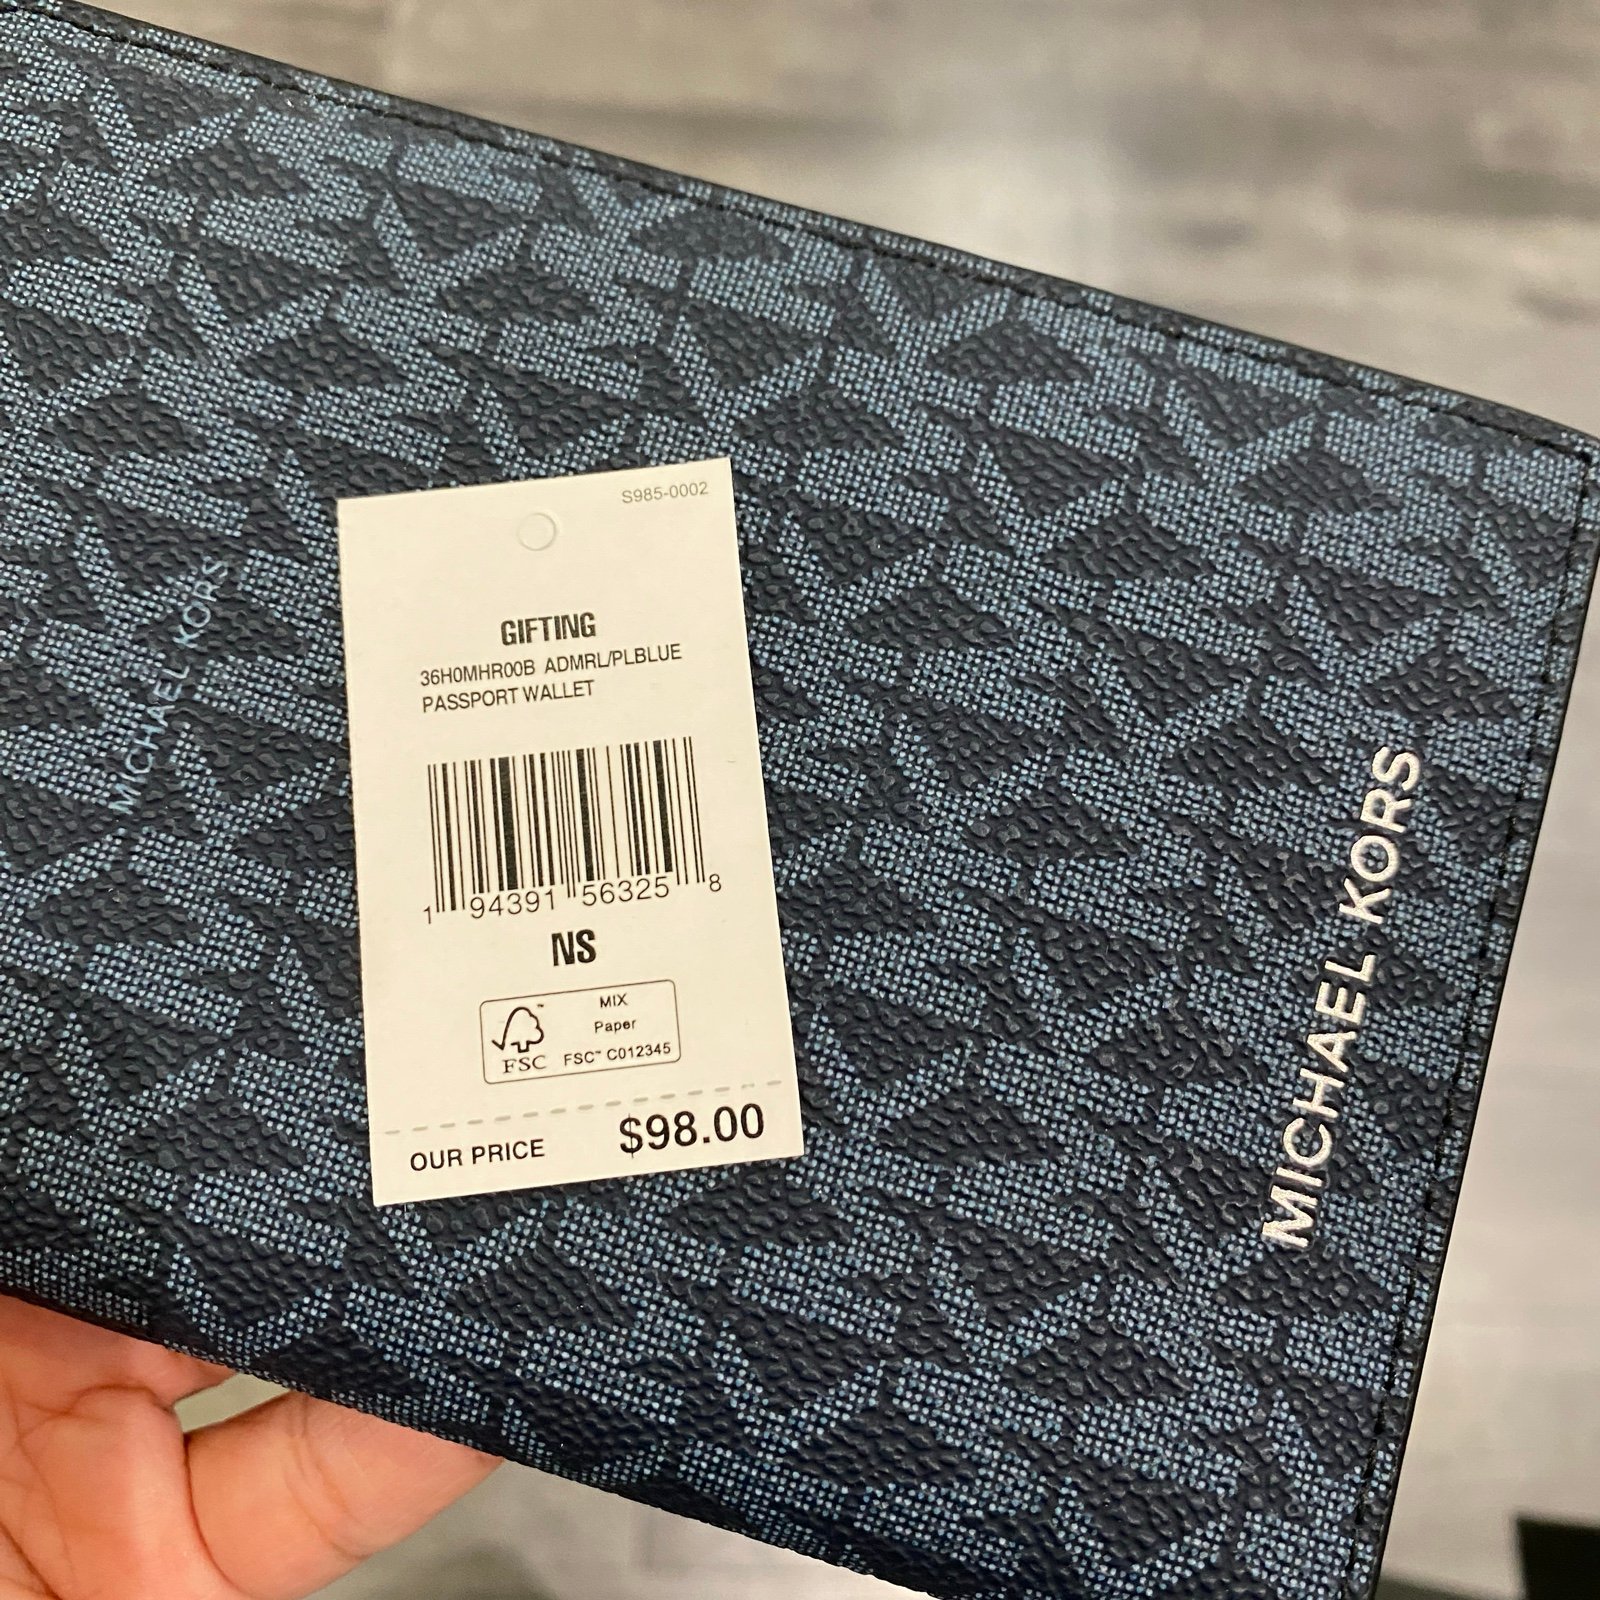 S985-0002
GIFTING
36H0MHR00B ADMRL/PLBLUE
PASSPORT WALLET
1 94391 56325 8
NS
FSC™
MIX
Paper
FSC™ C012345
OUR PRICE $98.00
MICHAEL KORS
MICHAEL KORS